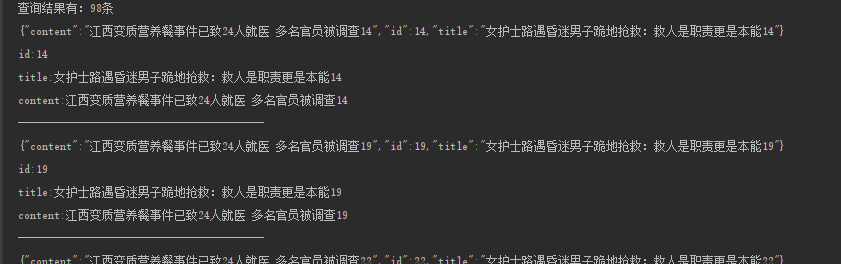 查询结果有：98条
{"content":"江西变质营养餐事件已致24人就医 多名官员被调查14","id":14,"title":"女护士路遇昏迷男子跪地抢救：救人是职责更是本能14"}
id:14
title:女护士路遇昏迷男子跪地抢救：救人是职责更是本能14
content:江西变质营养餐事件已致24人就医 多名官员被调查14
————————————————————
{"content":"江西变质营养餐事件已致24人就医 多名官员被调查19","id":19,"title":"女护士路遇昏迷男子跪地抢救：救人是职责更是本能19"}
id:19
title:女护士路遇昏迷男子跪地抢救：救人是职责更是本能19
content:江西变质营养餐事件已致24人就医 多名官员被调查19
————————————————————
{"content":"江西变质营养餐事件已致24人就医 多名官员被调查22","id":22,"title":"女护士路遇昏迷男子跪地抢救：救人是职责更是本能22"}